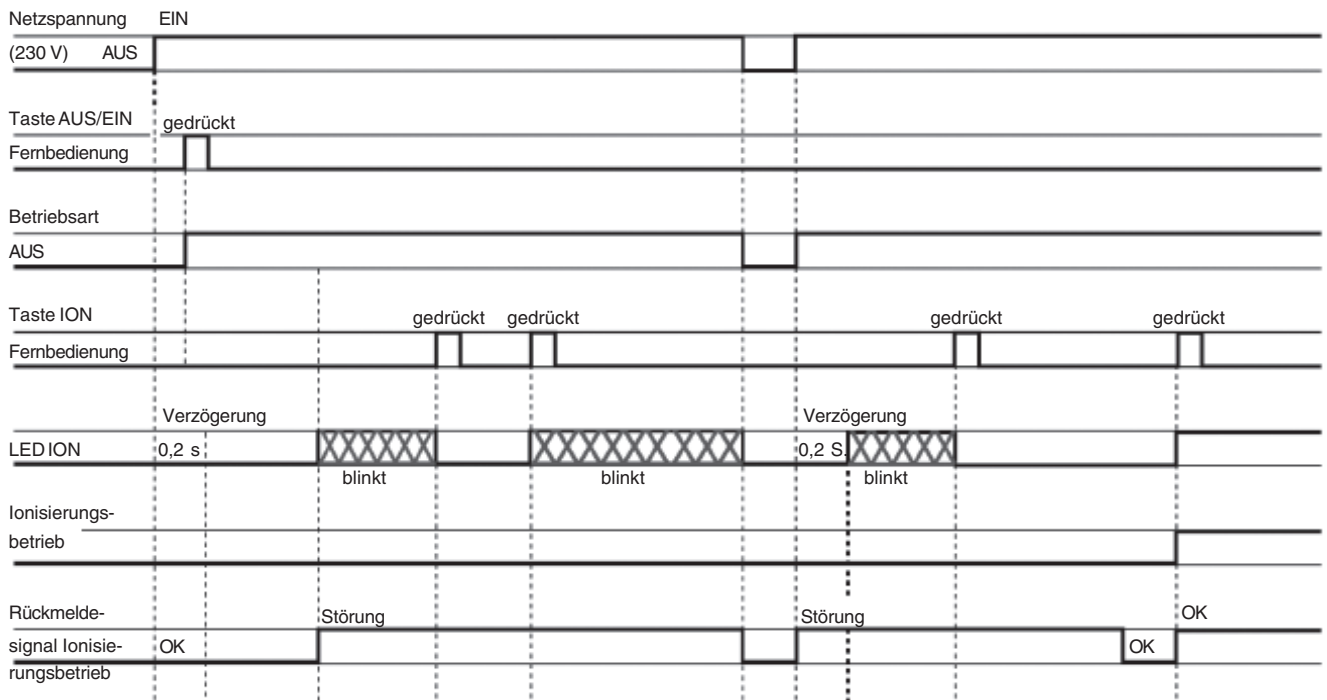 Netzspannung EIN
(230 V) AUS
Taste AUS/EIN gedrückt
Fernbedienung
Betriebsart
AUS
Taste ION gedrückt gedrückt gedrückt gedrückt
Fernbedienung
Verzögerung Verzögerung
LED ION 0,2 s 0,2 S.
blinkt blinkt blinkt
Ionisierungs-
betrieb
Rückmelde- Störung Störung OK
signal Ionisie- OK OK
rungsbetrieb